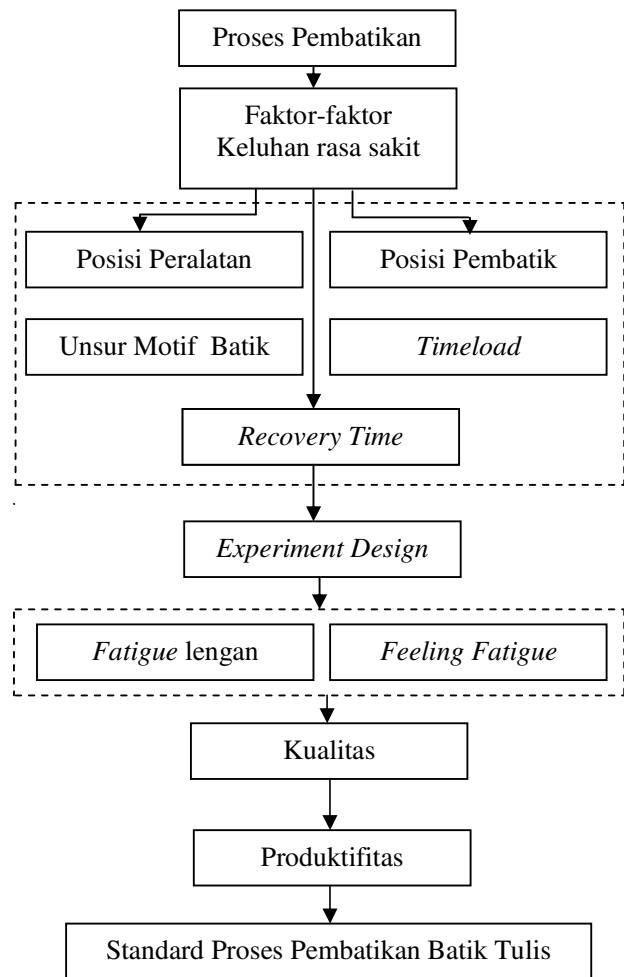 Proses Pembatikan
Faktor-faktor
Keluhan rasa sakit
Posisi Peralatan
Posisi Pembatik
Unsur Motif Batik
Timeload
Recovery Time
Experiment Design
Fatigue lengan
Feeling Fatigue
Kualitas
Produktifitas
Standard Proses Pembatikan Batik Tulis